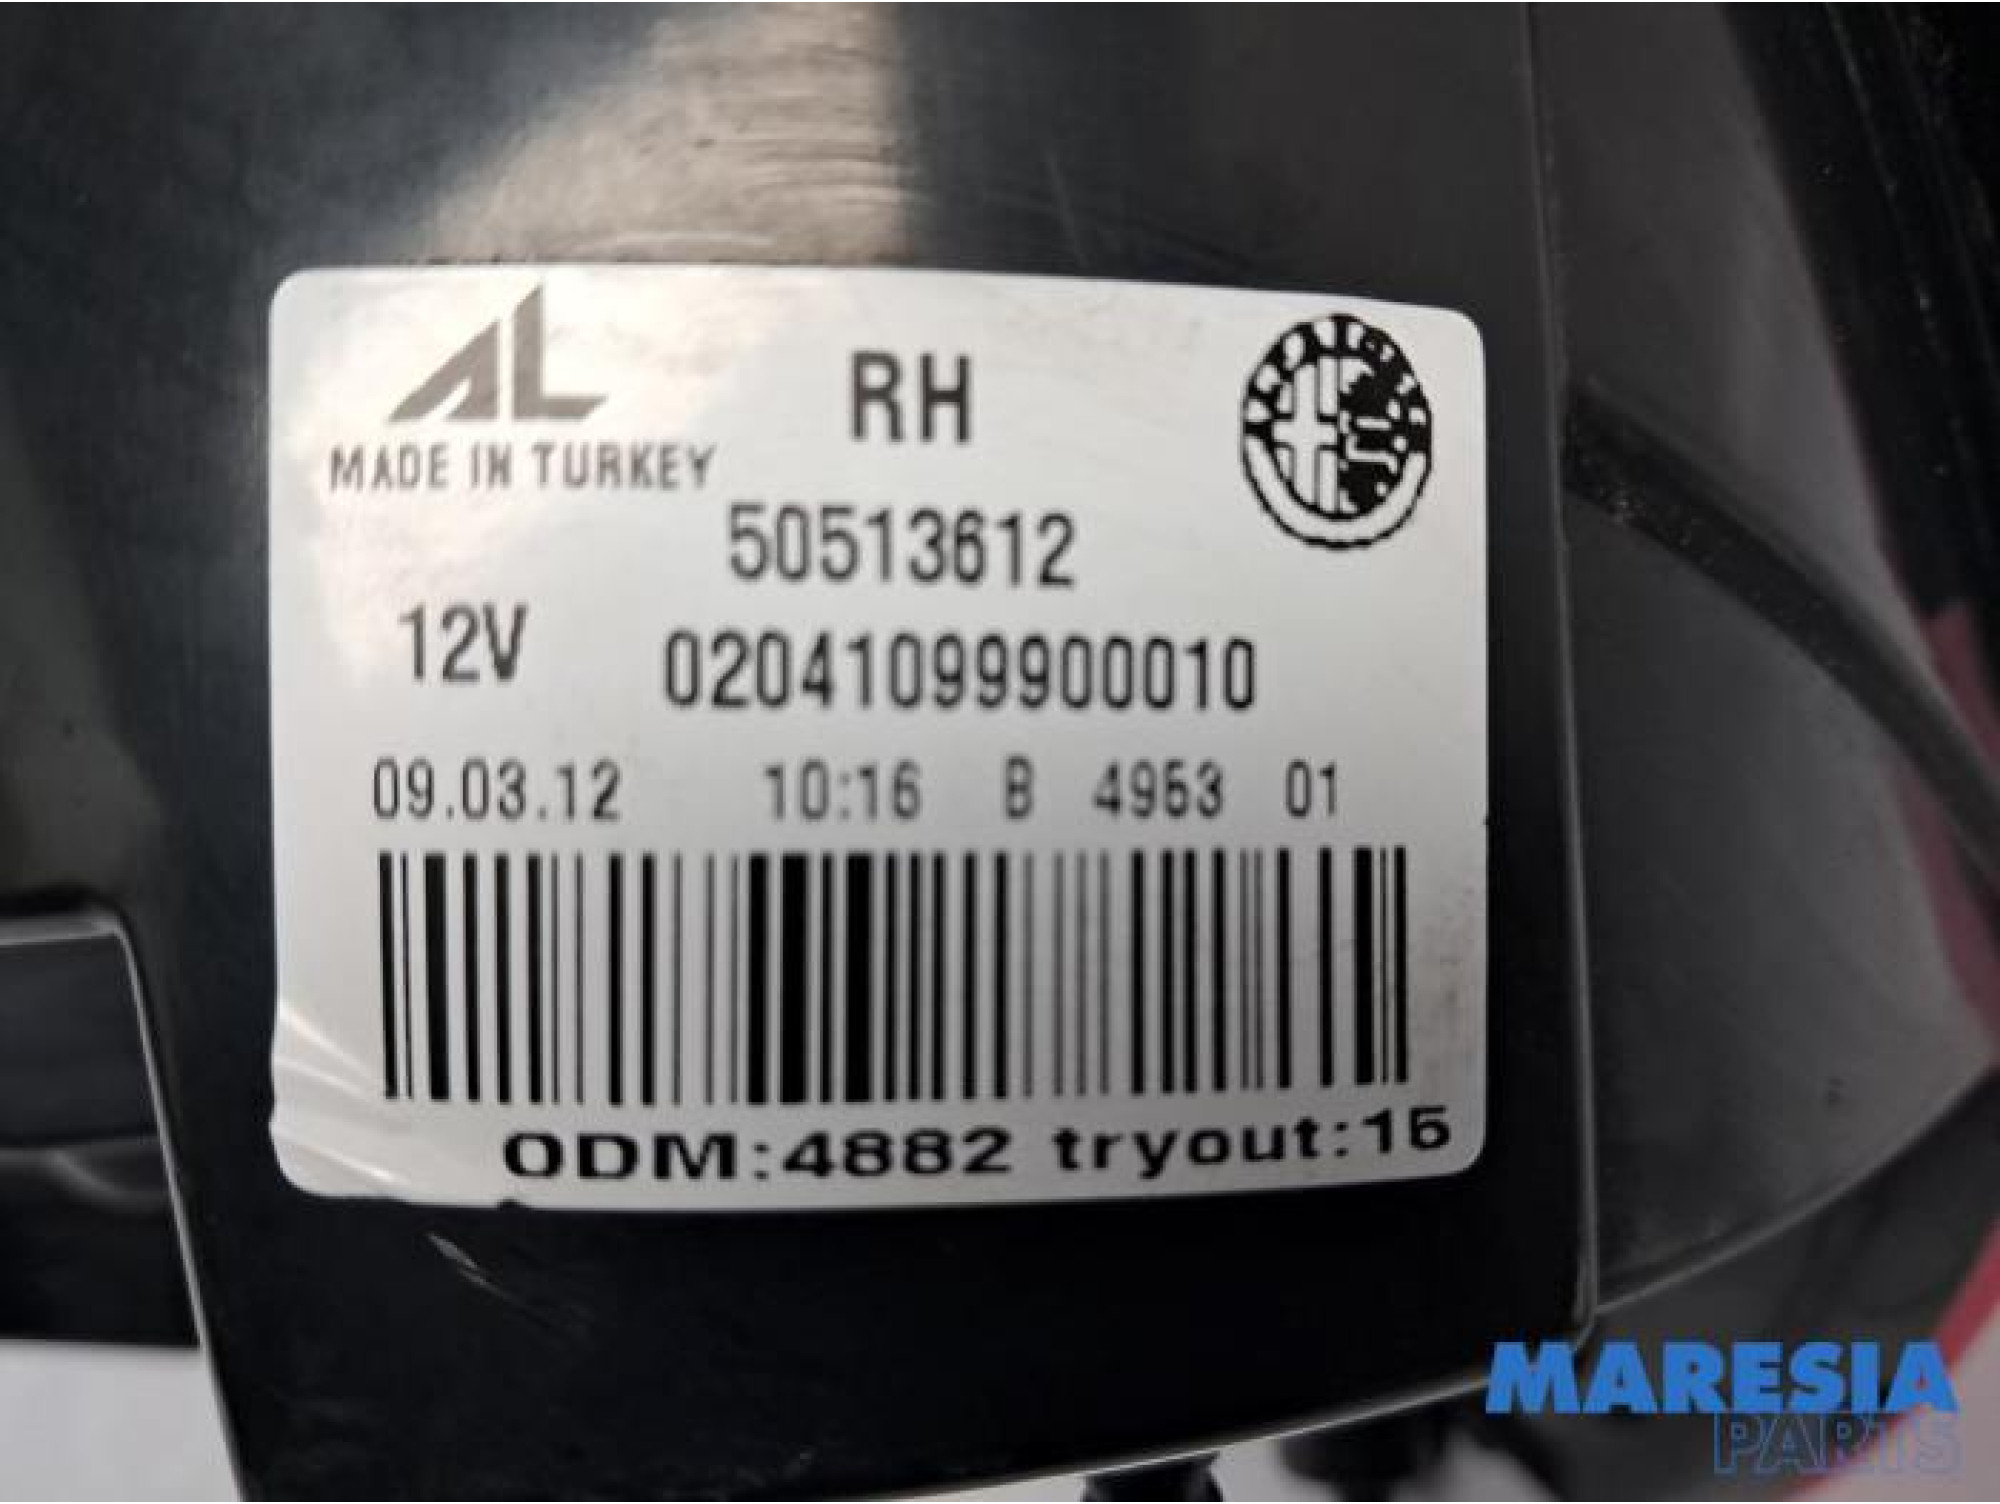 AL
MADE IN TURKEY
RH
50513612
12V
02041099900010
09.03.12 10:16 B 4953 01
ODM:4882 tryout:15
MARESIA
PARTS